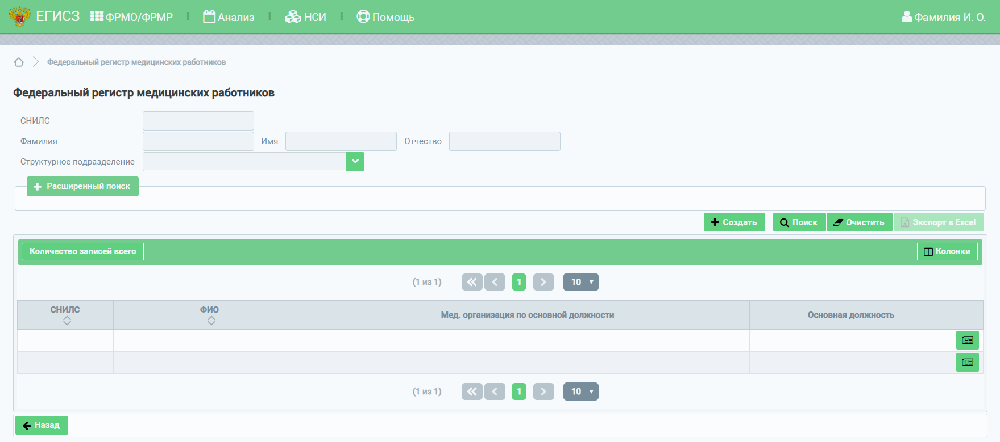 ЕГИСЗ ФРМО/ФРМР Анализ НСИ Помощь Фамилия И. О.
Федеральный регистр медицинских работников
Федеральный регистр медицинских работников
СНИЛС
Фамилия Имя Отчество
Структурное подразделение
Расширенный поиск
Создать Поиск Очистить Экспорт в Excel
Количество записей всего Колонки
(1 из 1) 1 10
СНИЛС ФИО Мед. организация по основной должности Основная должность
(1 из 1) 1 10
Назад